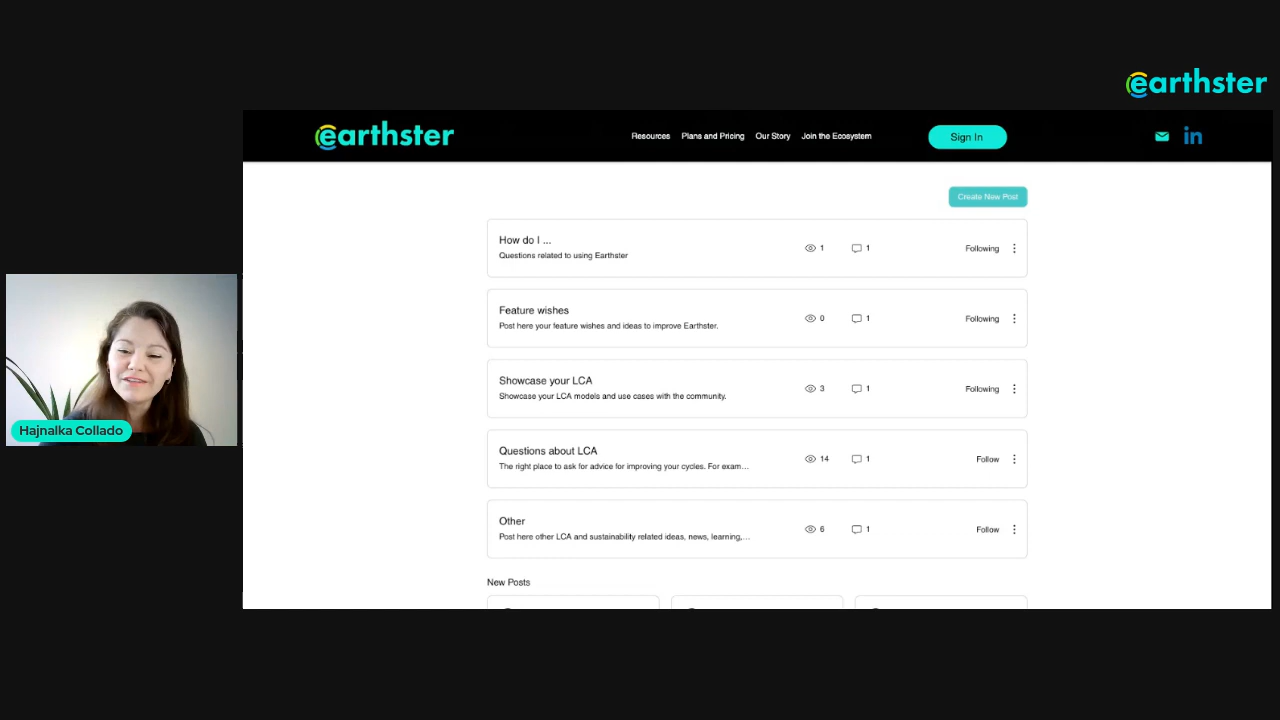 earthster
earthster
Resources Plans and Pricing Our Story Join the Ecosystem Sign In in
Create New Post
How do I ...
Questions related to using Earthster
1 1 Following
Feature wishes
Post here your feature wishes and ideas to improve Earthster.
0 1 Following
Showcase your LCA
Showcase your LCA models and use cases with the community.
3 1 Following
Hajnalka Collado
Questions about LCA
The right place to ask for advice for improving your cycles. For exam...
14 1 Follow
Other
Post here other LCA and sustainability related ideas, news, learning,...
6 1 Follow
New Posts